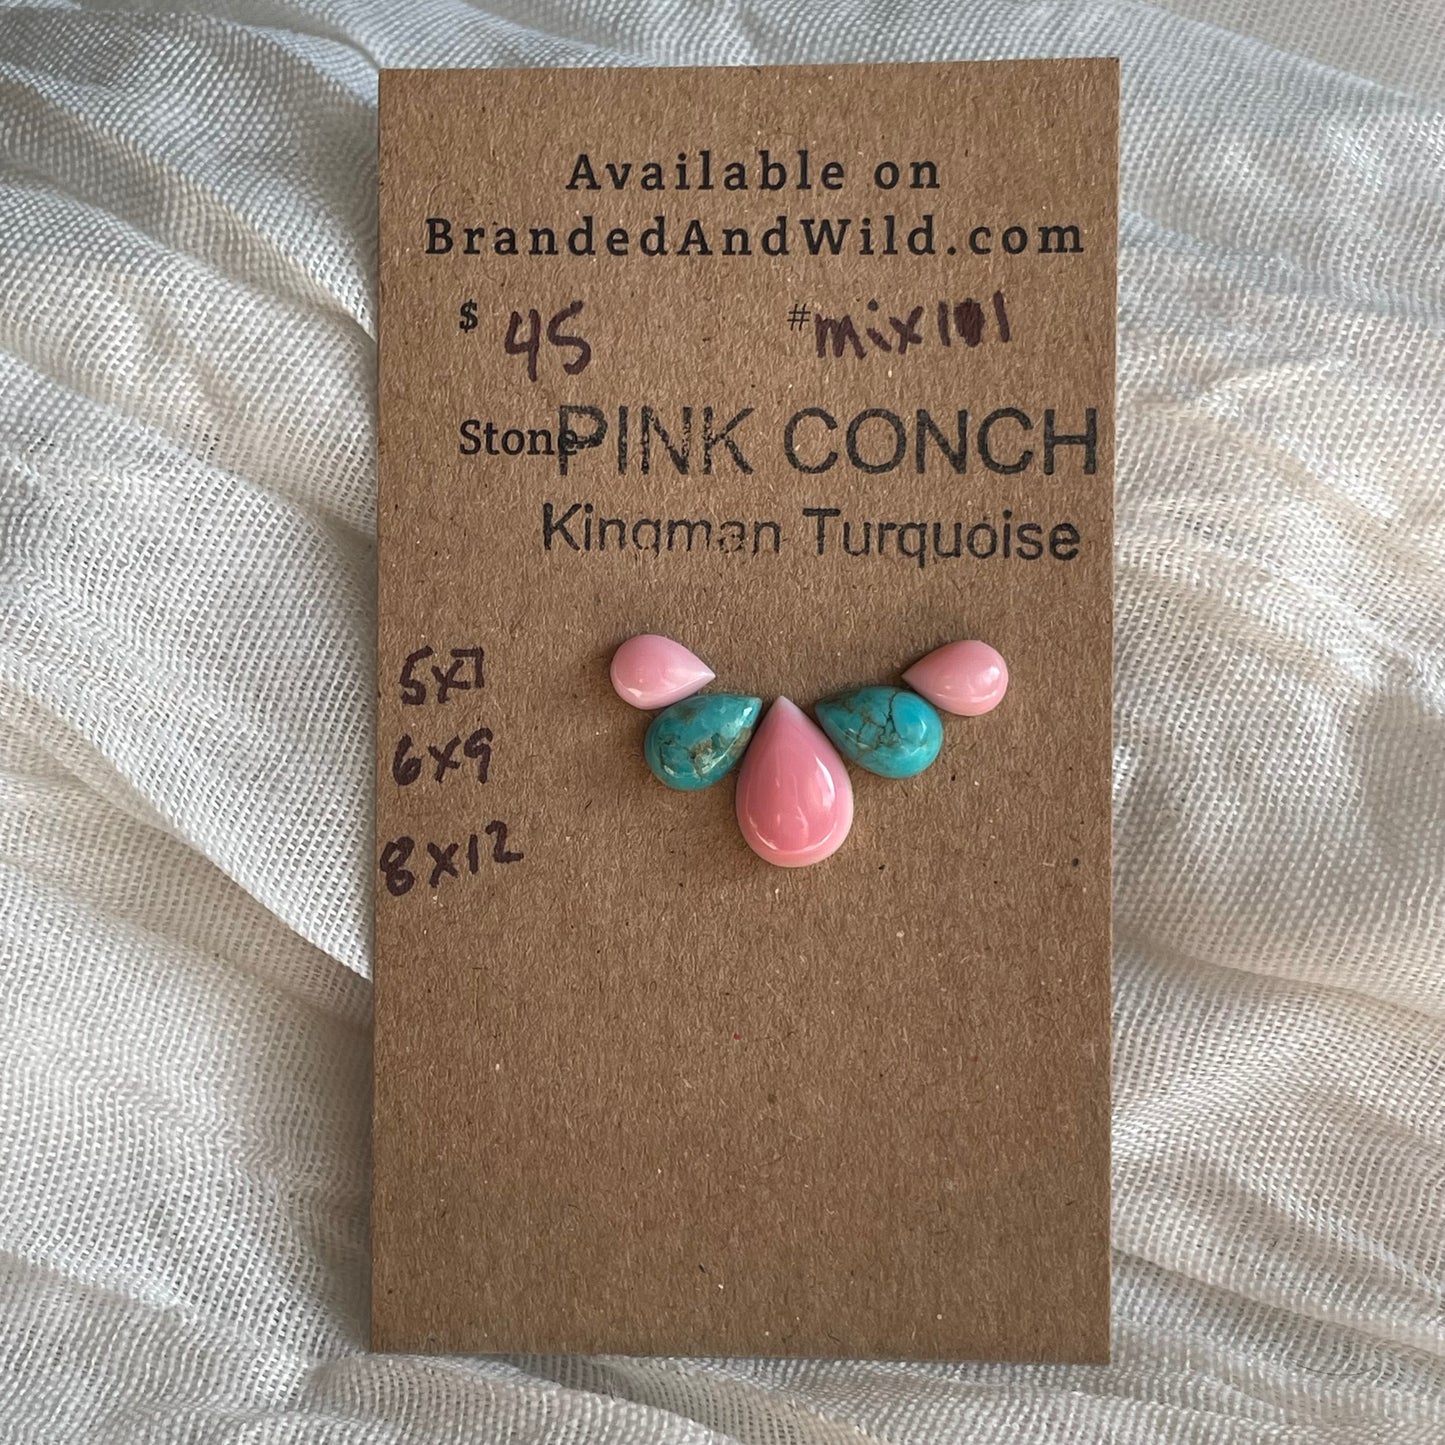 Available on
BrandedAndWild.com
$ 45 #mix101
Stone PINK CONCH
Kingman Turquoise
5x7
6x9
8x12